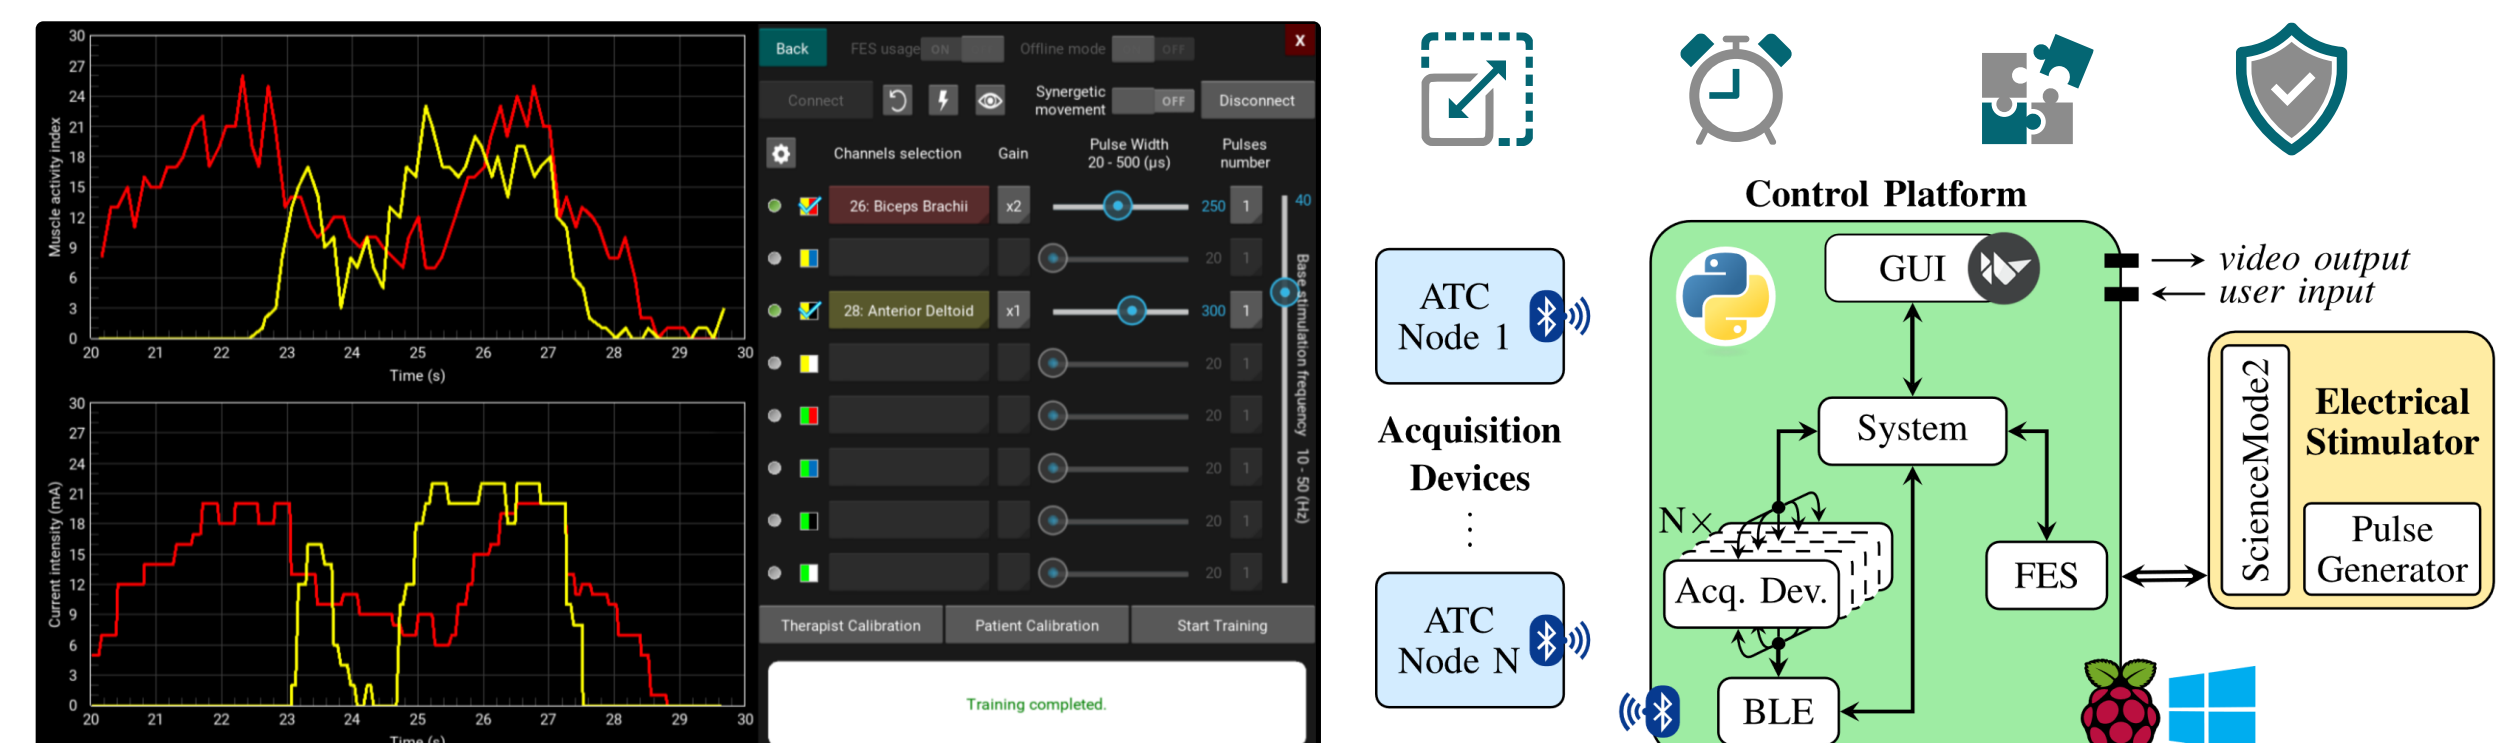 30
27
24
21
18
15
12
9
6
3
0
Muscle activity index
20 21 22 23 24 25 26 27 28 29 30
Time (s)
30
27
24
21
18
15
12
9
6
3
0
Current intensity (mA)
20 21 22 23 24 25 26 27 28 29 30
Time (s)
Back
FES usage ON
Offline mode OFF
X
Connect
Synergetic
movement
OFF
Disconnect
Channels selection
Gain
Pulse Width
20 - 500 (μs)
Pulses
number
26: Biceps Brachii x2 250 1
20 1
28: Anterior Deltoid x1 300 1
20 1
20 1
20 1
20 1
20 1
40
Base stimulation frequency 10 - 50 (Hz)
Therapist Calibration
Patient Calibration
Start Training
Training completed.
Control Platform
ATC
Node 1
Acquisition
Devices
ATC
Node N
GUI
System
N×
Acq. Dev.
FES
BLE
video output
user input
ScienceMode2
Electrical
Stimulator
Pulse
Generator